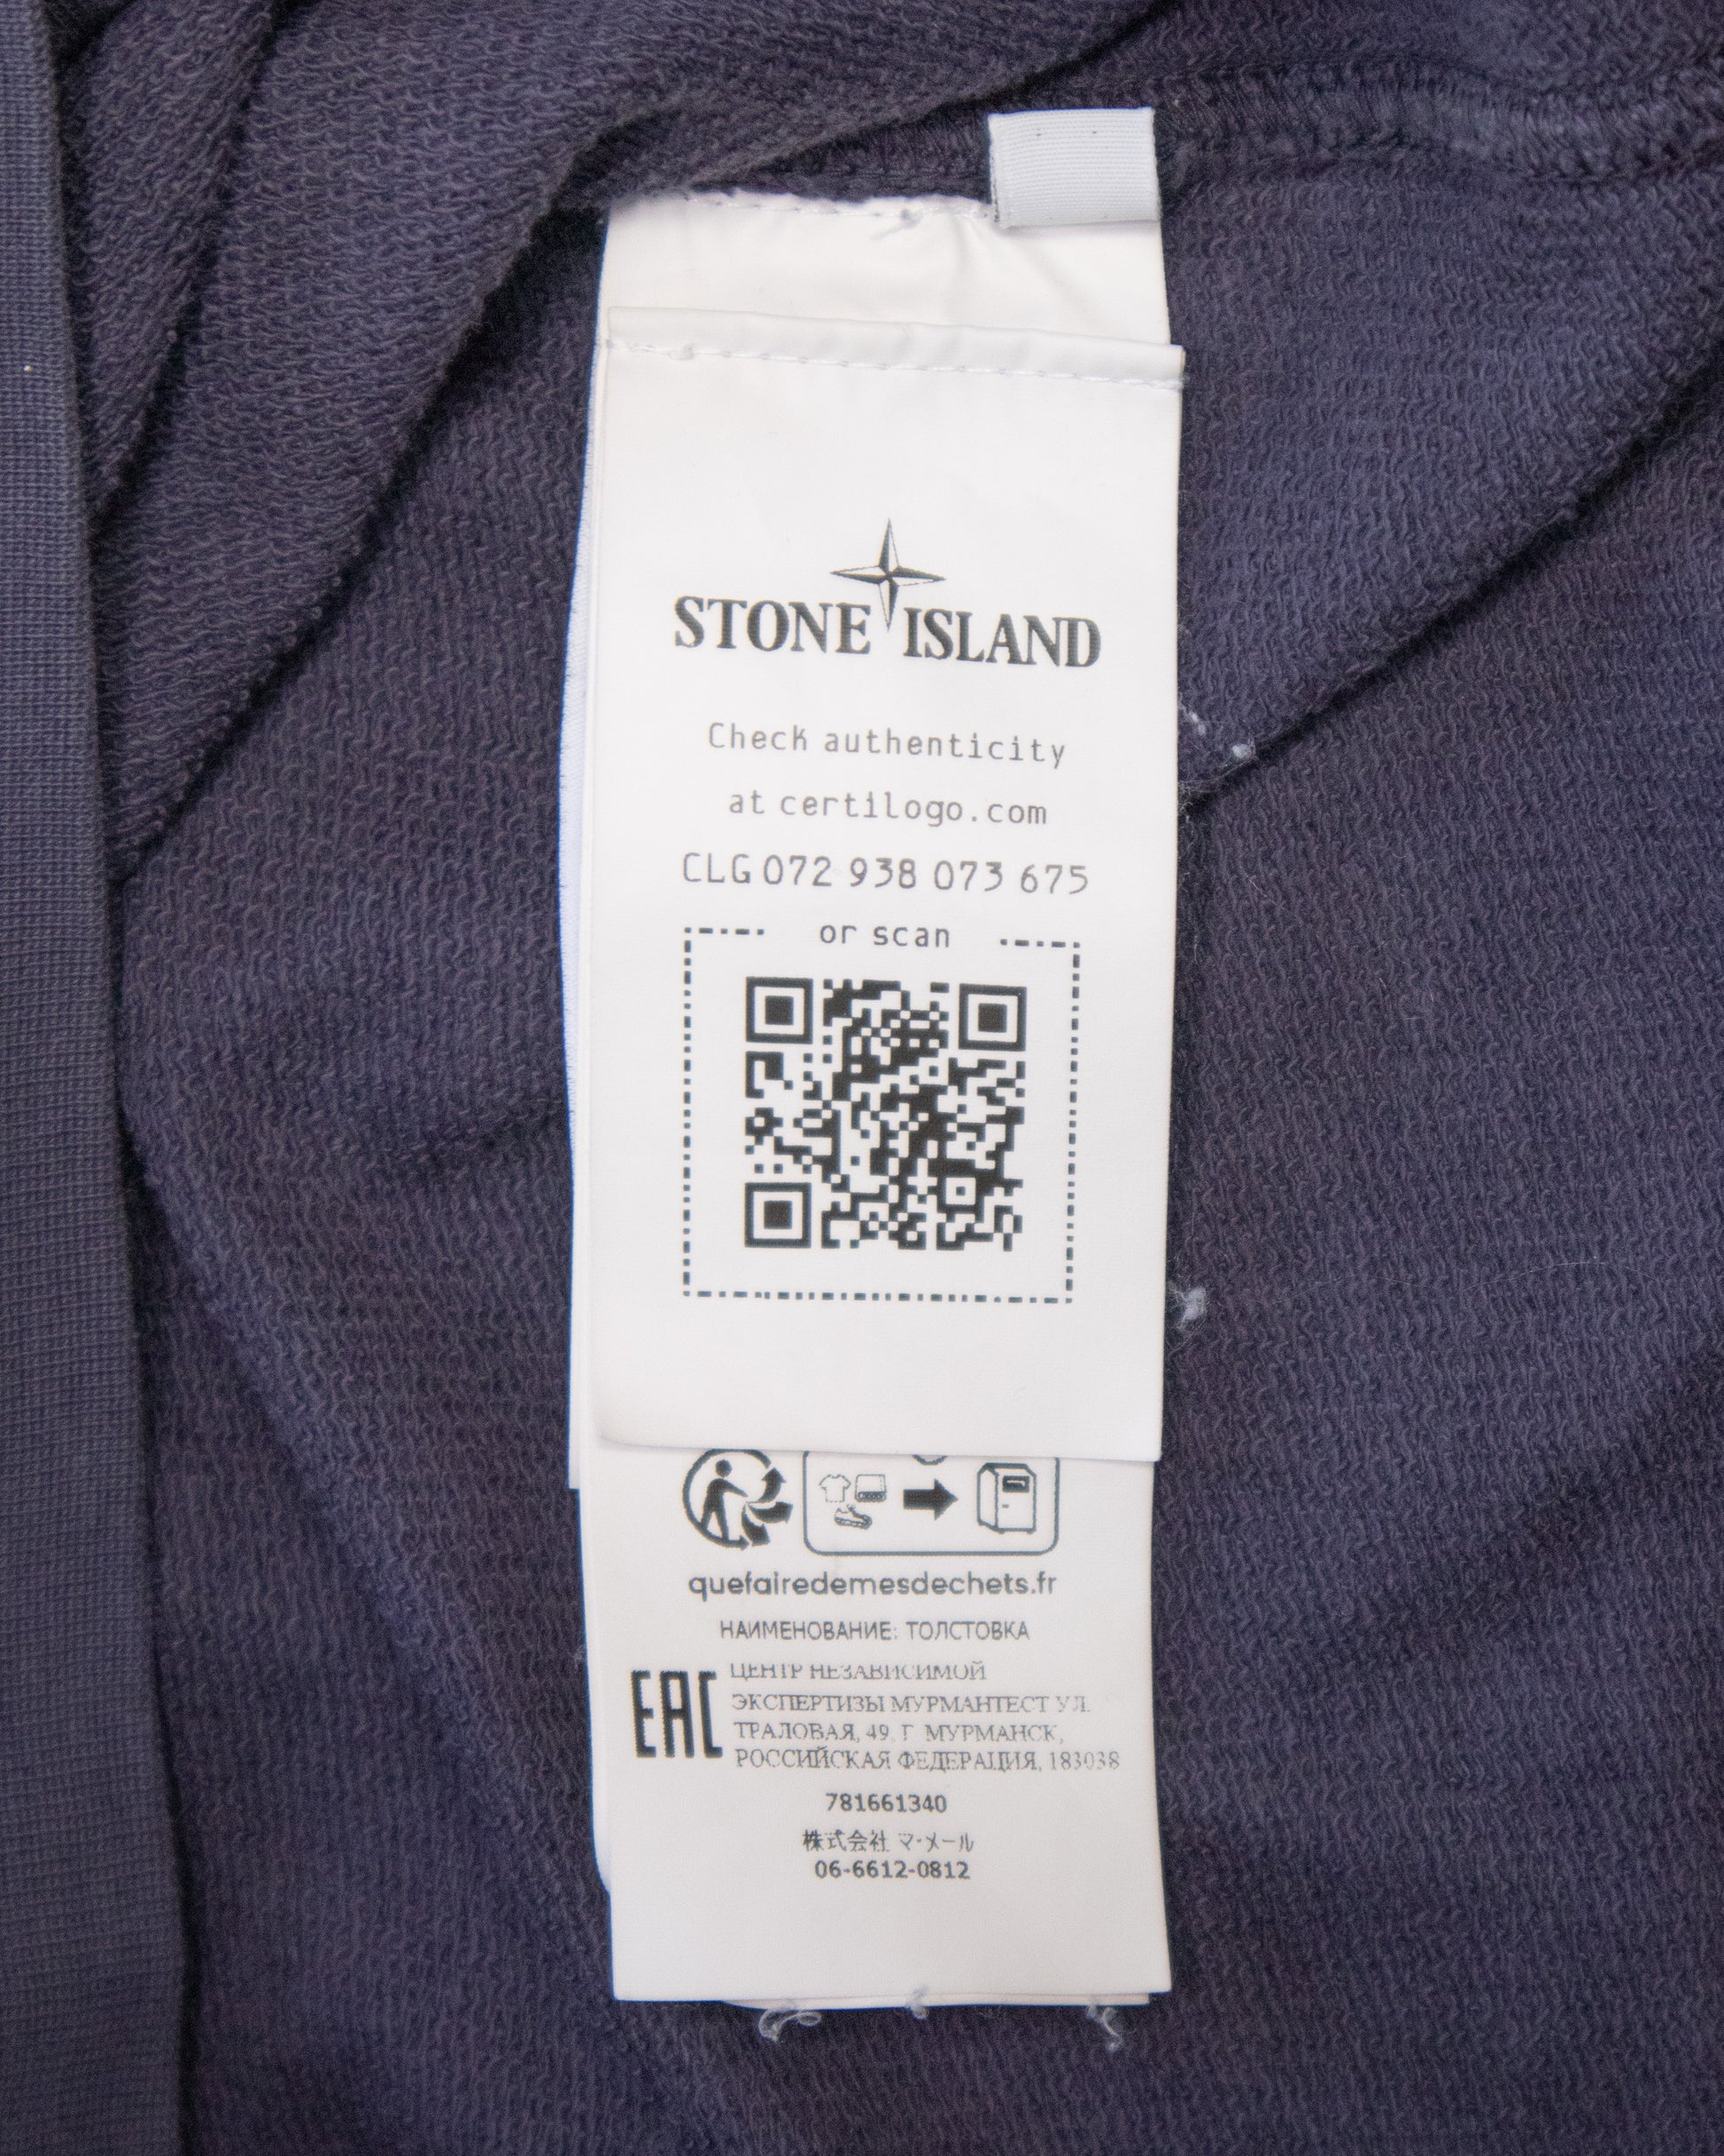 STONE ISLAND
Check authenticity
at certilogo.com
CLG 072 938 073 675
or scan
quefairedemesdechets.fr
НАИМЕНОВАНИЕ: ТОЛСТОВКА
EAC
ЦЕНТР НЕЗАВИСИМОЙ
ЭКСПЕРТИЗЫ МУРМАНТЕСТ УЛ.
ТРАЛОВАЯ, 49, Г. МУРМАНСК,
РОССИЙСКАЯ ФЕДЕРАЦИЯ, 183038
781661340
株式会社 マ・メール
06-6612-0812